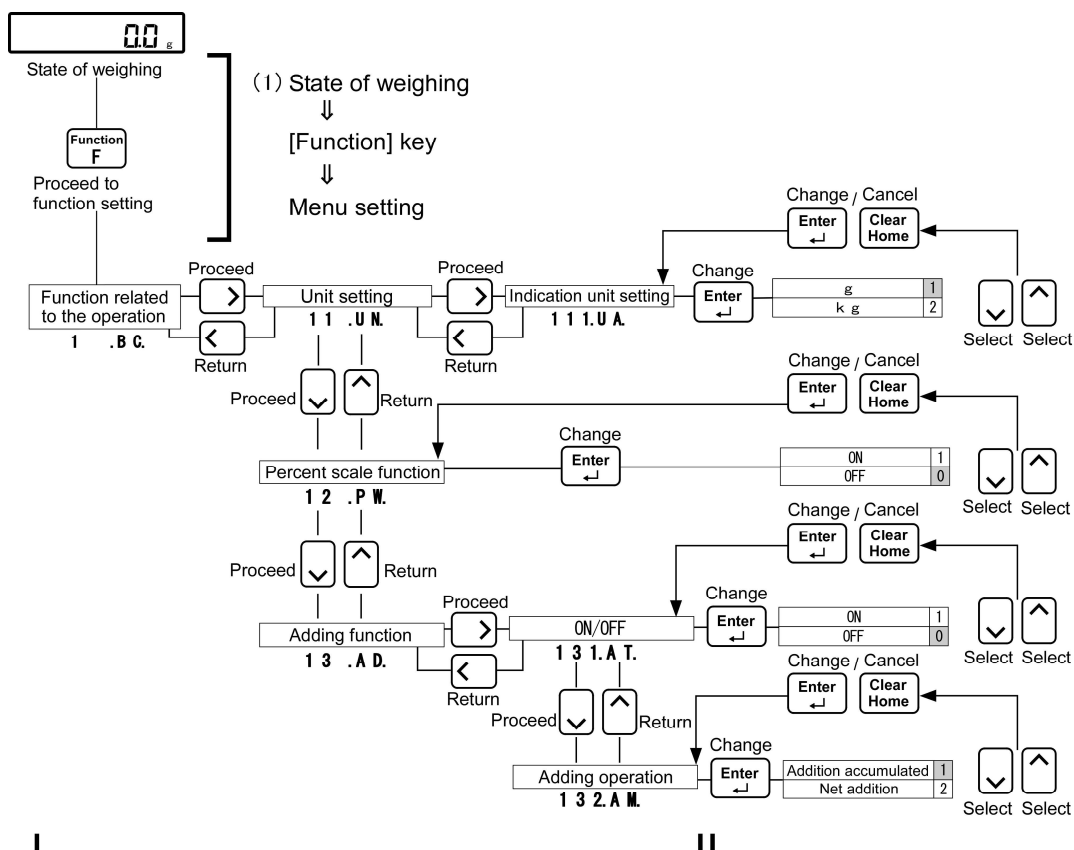 0.0 g
State of weighing
Function
F
Proceed to
function setting
(1) State of weighing
⇓
[Function] key
⇓
Menu setting
Change / Cancel
Enter
Clear
Home
Proceed
Proceed
Change
Function related
to the operation
1 .B C.
Unit setting
1 1 .U N.
Indication unit setting
1 1 1.U A.
Enter
g 1
k g 2
Return
Return
Select Select
Change / Cancel
Enter
Clear
Home
Proceed
Return
Change
Percent scale function
1 2 .P W.
Enter
ON 1
OFF 0
Select Select
Change / Cancel
Enter
Clear
Home
Proceed
Return
Proceed
Change
Adding function
1 3 .A D.
ON/OFF
1 3 1.A T.
Enter
ON 1
OFF 0
Select Select
Return
Change / Cancel
Enter
Clear
Home
Proceed
Return
Change
Adding operation
1 3 2.A M.
Enter
Addition accumulated 1
Net addition 2
Select Select